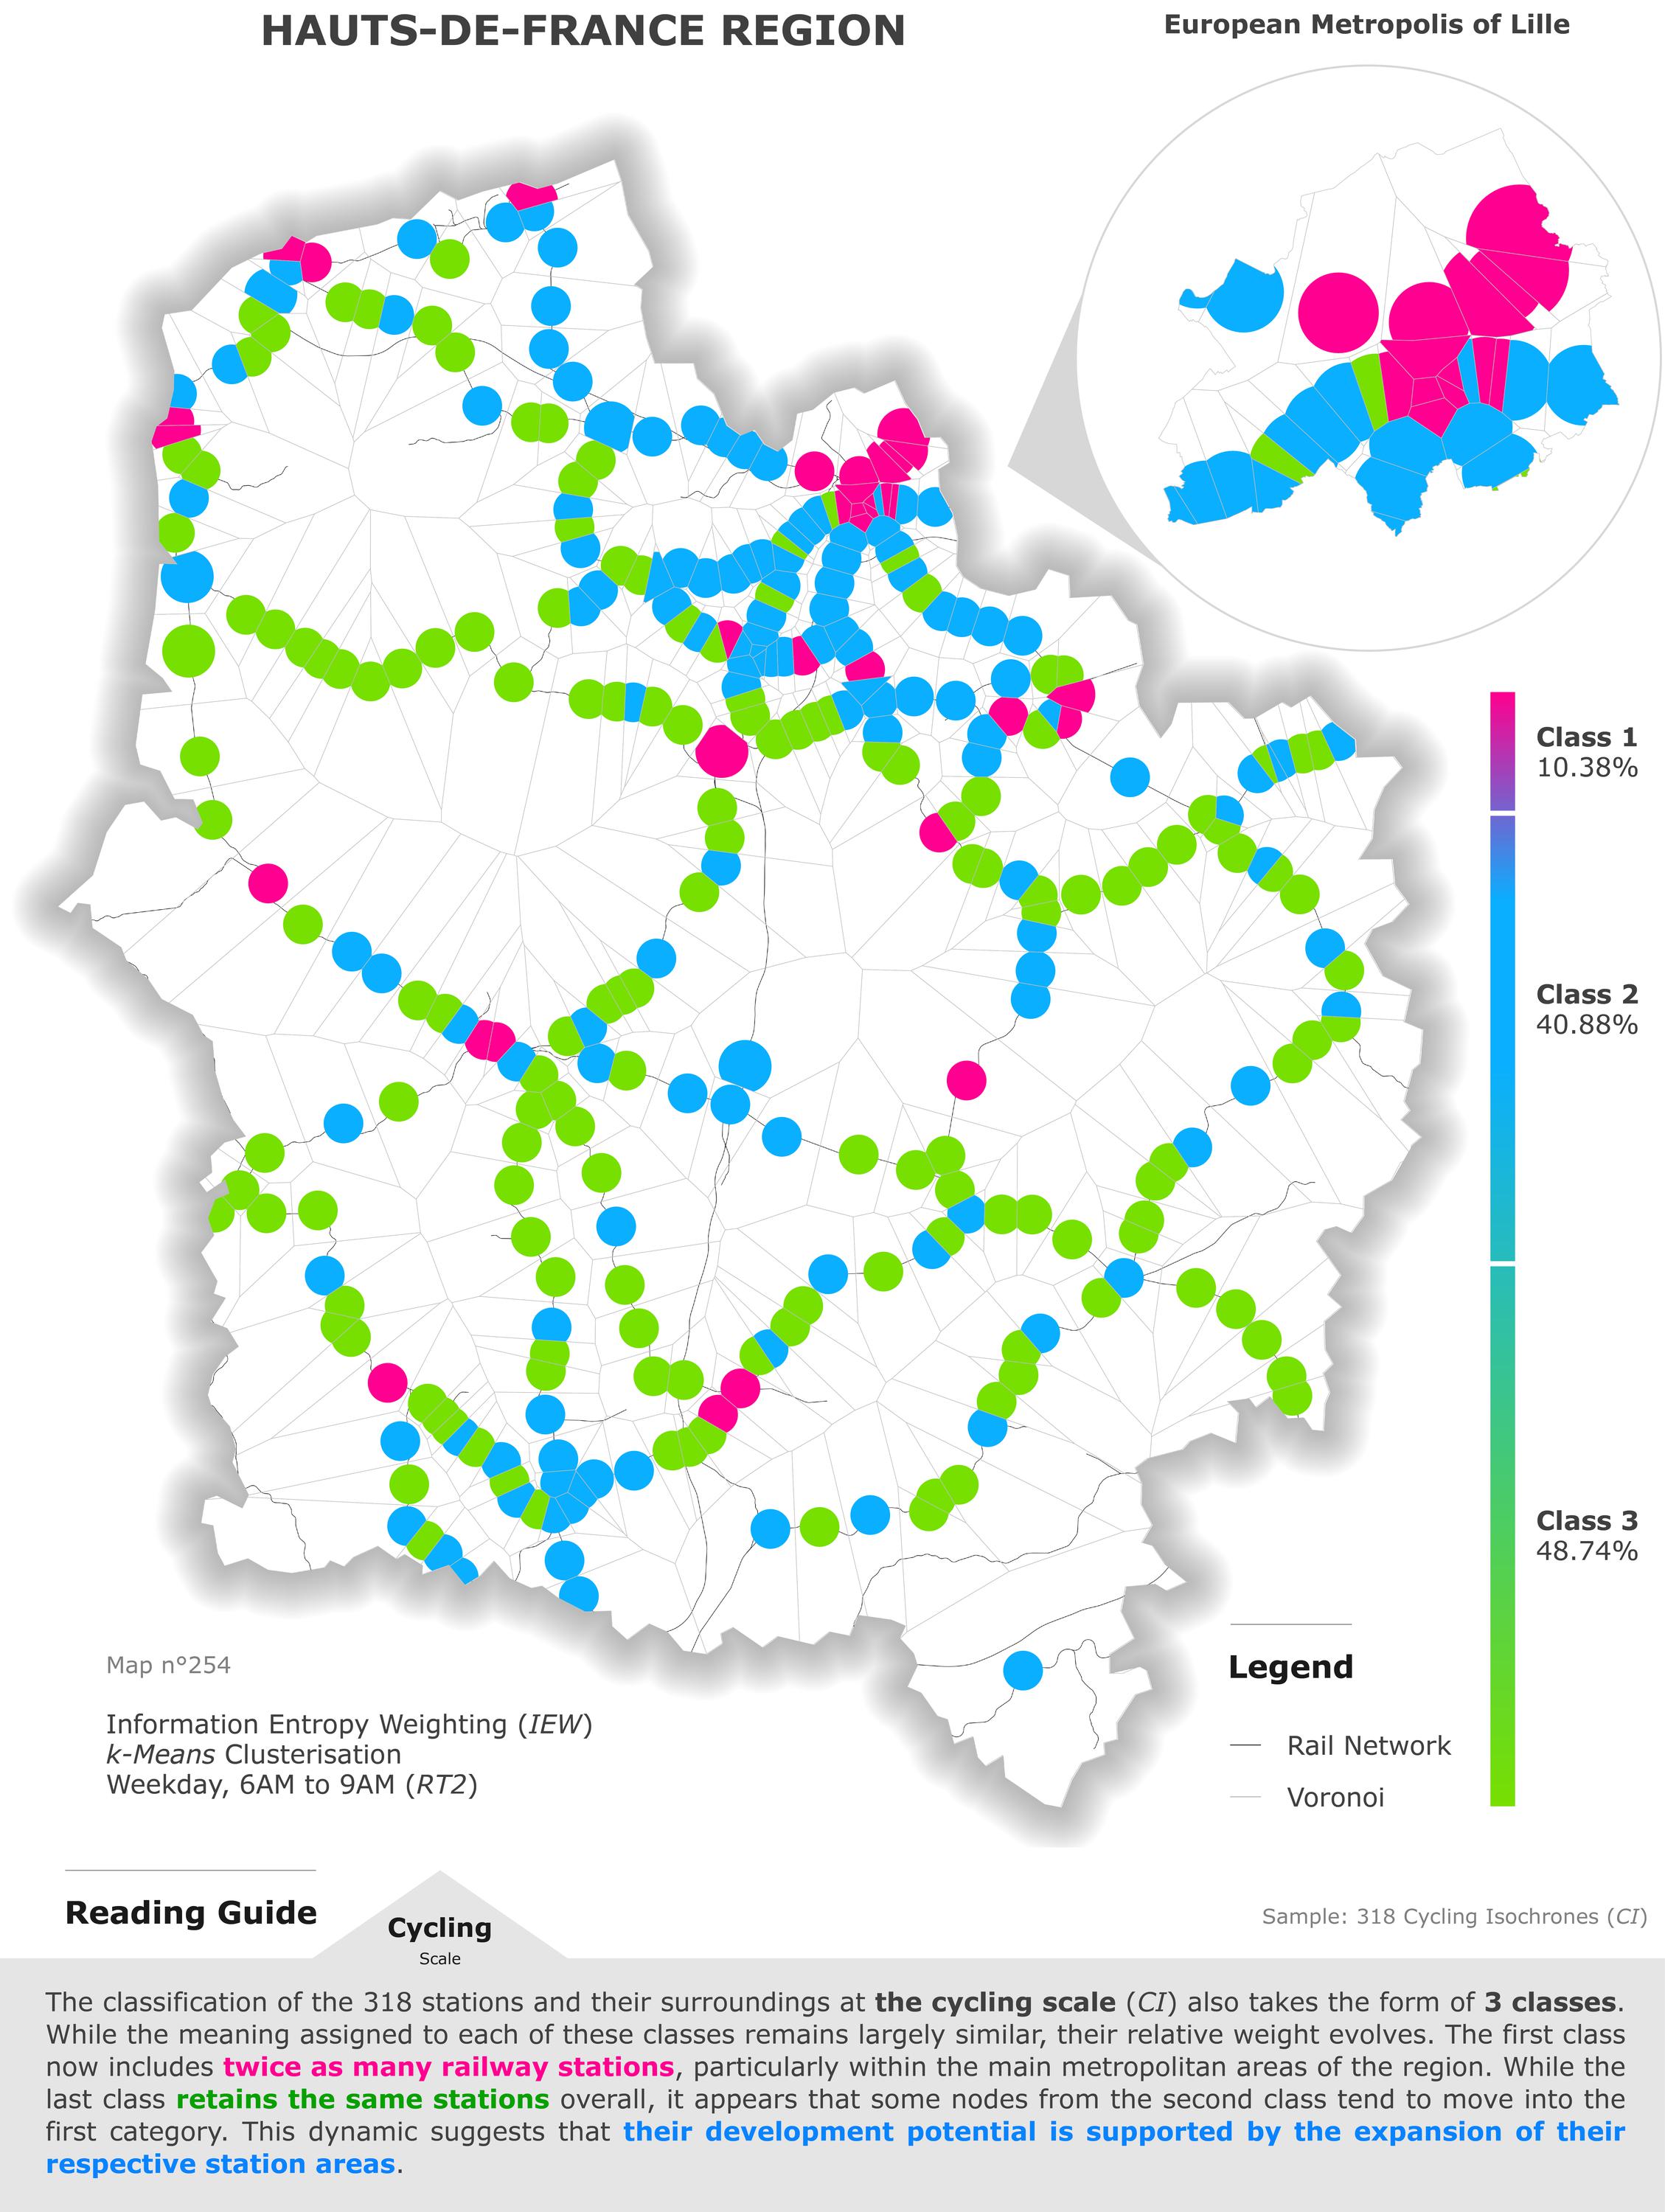 HAUTS-DE-FRANCE REGION
European Metropolis of Lille
Class 1
10.38%
Class 2
40.88%
Class 3
48.74%
Map n°254
Information Entropy Weighting (IEW)
k-Means Clusterisation
Weekday, 6AM to 9AM (RT2)
Legend
Rail Network
Voronoi
Reading Guide
Cycling
Scale
Sample: 318 Cycling Isochrones (CI)
The classification of the 318 stations and their surroundings at the cycling scale (CI) also takes the form of 3 classes.
While the meaning assigned to each of these classes remains largely similar, their relative weight evolves. The first class
now includes twice as many railway stations, particularly within the main metropolitan areas of the region. While the
last class retains the same stations overall, it appears that some nodes from the second class tend to move into the
first category. This dynamic suggests that their development potential is supported by the expansion of their
respective station areas.